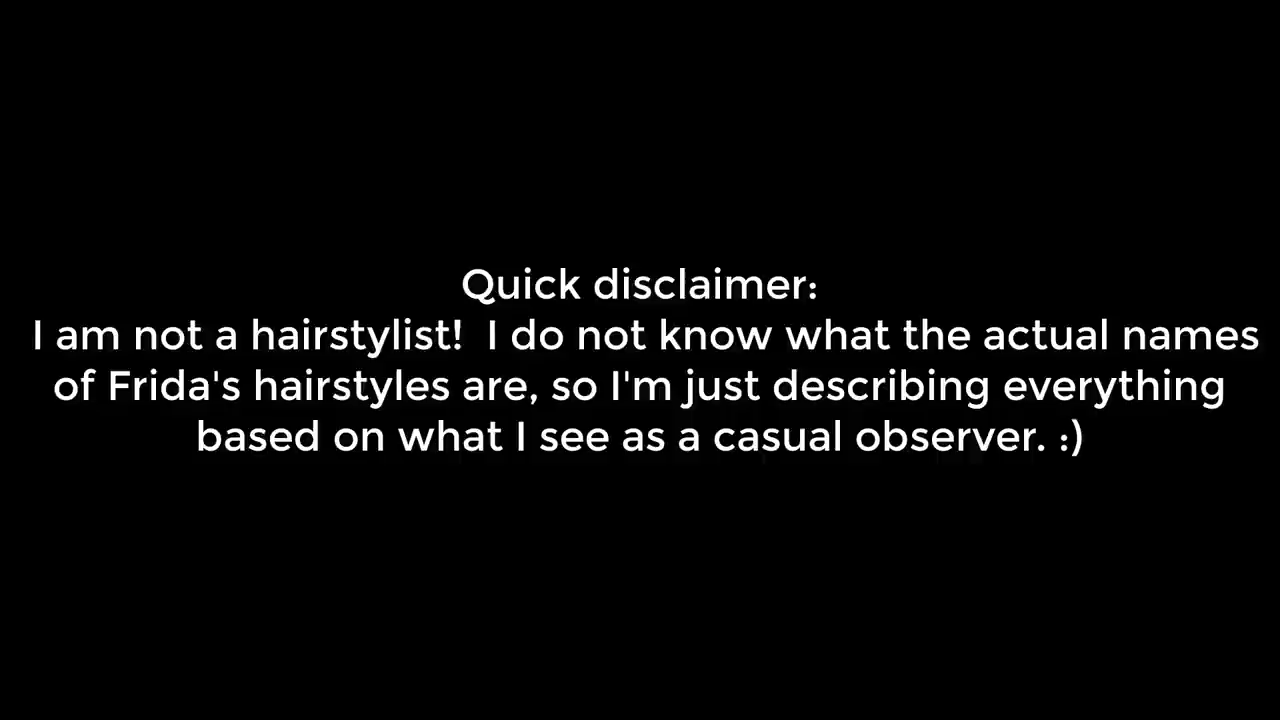 Quick disclaimer:
I am not a hairstylist!  I do not know what the actual names
of Frida's hairstyles are, so I'm just describing everything
based on what I see as a casual observer. :)